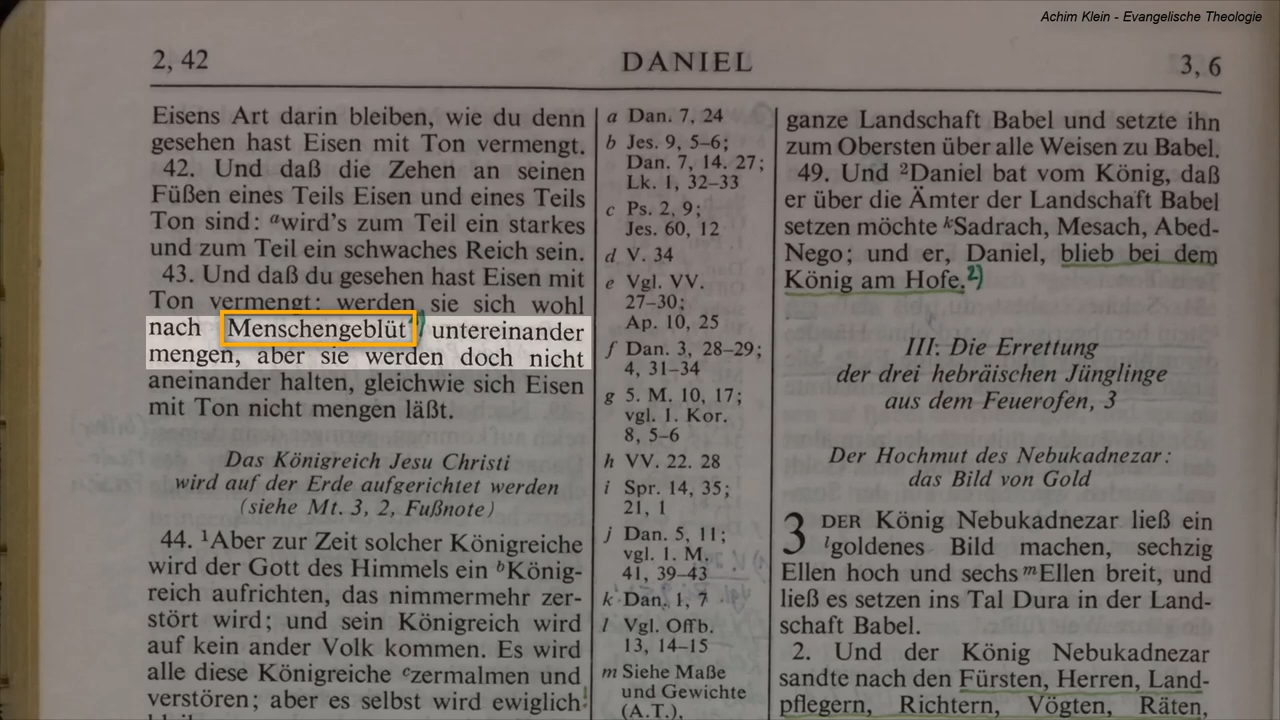 Achim Klein - Evangelische Theologie
2, 42
DANIEL
3, 6
Eisens Art darin bleiben, wie du denn
gesehen hast Eisen mit Ton vermengt.
42. Und daß die Zehen an seinen
Füßen eines Teils Eisen und eines Teils
Ton sind: ᵃwird's zum Teil ein starkes
und zum Teil ein schwaches Reich sein.
43. Und daß du gesehen hast Eisen mit
Ton vermengt: werden sie sich wohl
nach Menschengeblüt untereinander
mengen, aber sie werden doch nicht
aneinander halten, gleichwie sich Eisen
mit Ton nicht mengen läßt.
Das Königreich Jesu Christi
wird auf der Erde aufgerichtet werden
(siehe Mt. 3, 2, Fußnote)
44. ¹Aber zur Zeit solcher Königreiche
wird der Gott des Himmels ein ᵇKönig-
reich aufrichten, das nimmermehr zer-
stört wird; und sein Königreich wird
auf kein ander Volk kommen. Es wird
alle diese Königreiche ᶜzermalmen und
verstören; aber es selbst wird ewiglich
a Dan. 7, 24
b Jes. 9, 5–6;
Dan. 7, 14. 27;
Lk. 1, 32–33
c Ps. 2, 9;
Jes. 60, 12
d V. 34
e Vgl. VV.
27–30;
Ap. 10, 25
f Dan. 3, 28–29;
4, 31–34
g 5. M. 10, 17;
vgl. 1. Kor.
8, 5–6
h VV. 22. 28
i Spr. 14, 35;
21, 1
j Dan. 5, 11;
vgl. 1. M.
41, 39–43
k Dan. 1, 7
l Vgl. Offb.
13, 14–15
m Siehe Maße
und Gewichte
(A.T.),
ganze Landschaft Babel und setzte ihn
zum Obersten über alle Weisen zu Babel.
49. Und ²Daniel bat vom König, daß
er über die Ämter der Landschaft Babel
setzen möchte ᵏSadrach, Mesach, Abed-
Nego; und er, Daniel, blieb bei dem
König am Hofe. 2)
III. Die Errettung
der drei hebräischen Jünglinge
aus dem Feuerofen, 3
Der Hochmut des Nebukadnezar:
das Bild von Gold
3 DER König Nebukadnezar ließ ein
ˡgoldenes Bild machen, sechzig
Ellen hoch und sechs ᵐEllen breit, und
ließ es setzen ins Tal Dura in der Land-
schaft Babel.
2. Und der König Nebukadnezar
sandte nach den Fürsten, Herren, Land-
pflegern, Richtern, Vögten, Räten,